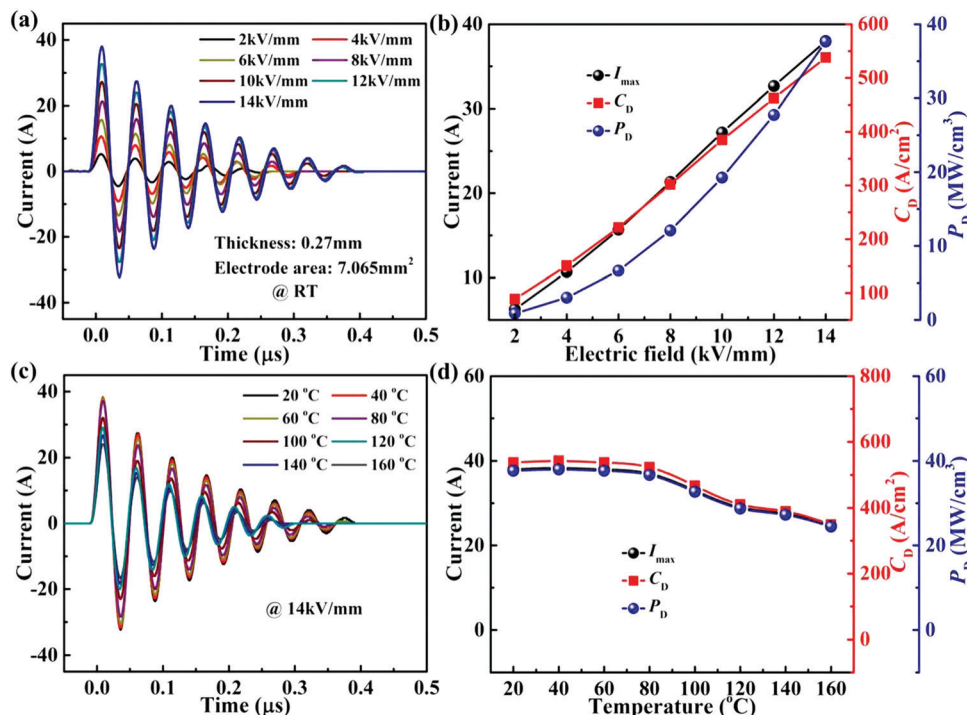 (a)
40
20
0
-20
-40
Current (A)
2kV/mm 4kV/mm
6kV/mm 8kV/mm
10kV/mm 12kV/mm
14kV/mm
Thickness: 0.27mm
Electrode area: 7.065mm²
@ RT
0.0 0.1 0.2 0.3 0.4 0.5
Time (μs)
(b)
40
30
20
10
Current (A)
Imax
CD
PD
600
500
400
300
200
100
CD (A/cm²)
40
30
20
10
0
PD (MW/cm³)
2 4 6 8 10 12 14
Electric field (kV/mm)
(c)
40
20
0
-20
-40
Current (A)
20 °C 40 °C
60 °C 80 °C
100 °C 120 °C
140 °C 160 °C
@ 14kV/mm
0.0 0.1 0.2 0.3 0.4 0.5
Time (μs)
(d)
60
45
30
15
0
Current (A)
Imax
CD
PD
800
600
400
200
0
CD (A/cm²)
60
40
20
0
PD (MW/cm³)
20 40 60 80 100 120 140 160
Temperature (°C)